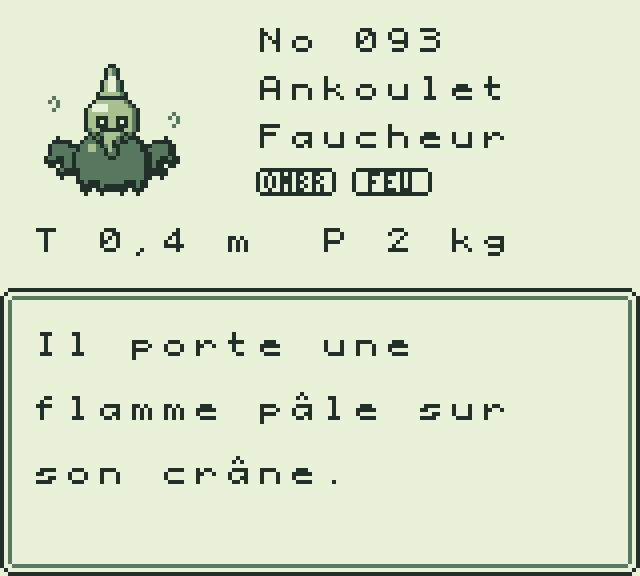 No 093
Ankoulet
Faucheur
OMBR FEU
T 0,4 m P 2 kg
Il porte une
flamme pâle sur
son crâne.